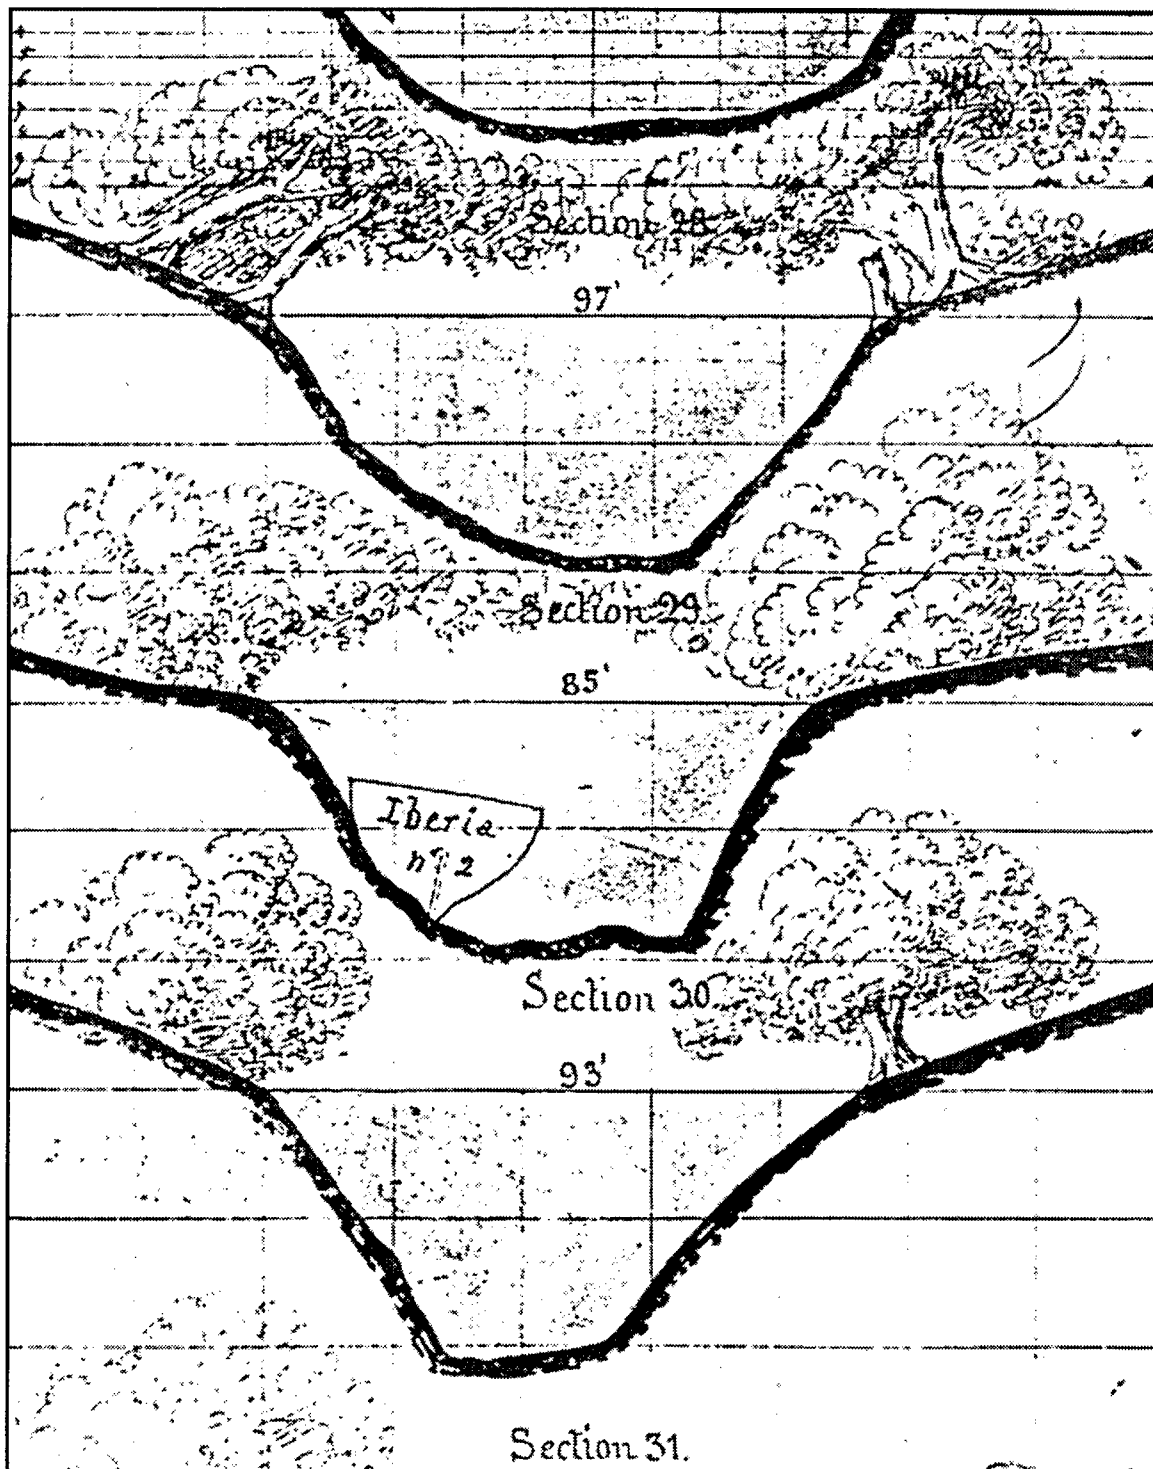 Section 28.
97'
Section 29.
85'
Iberia
nº 2
Section 30.
93'
Section 31.